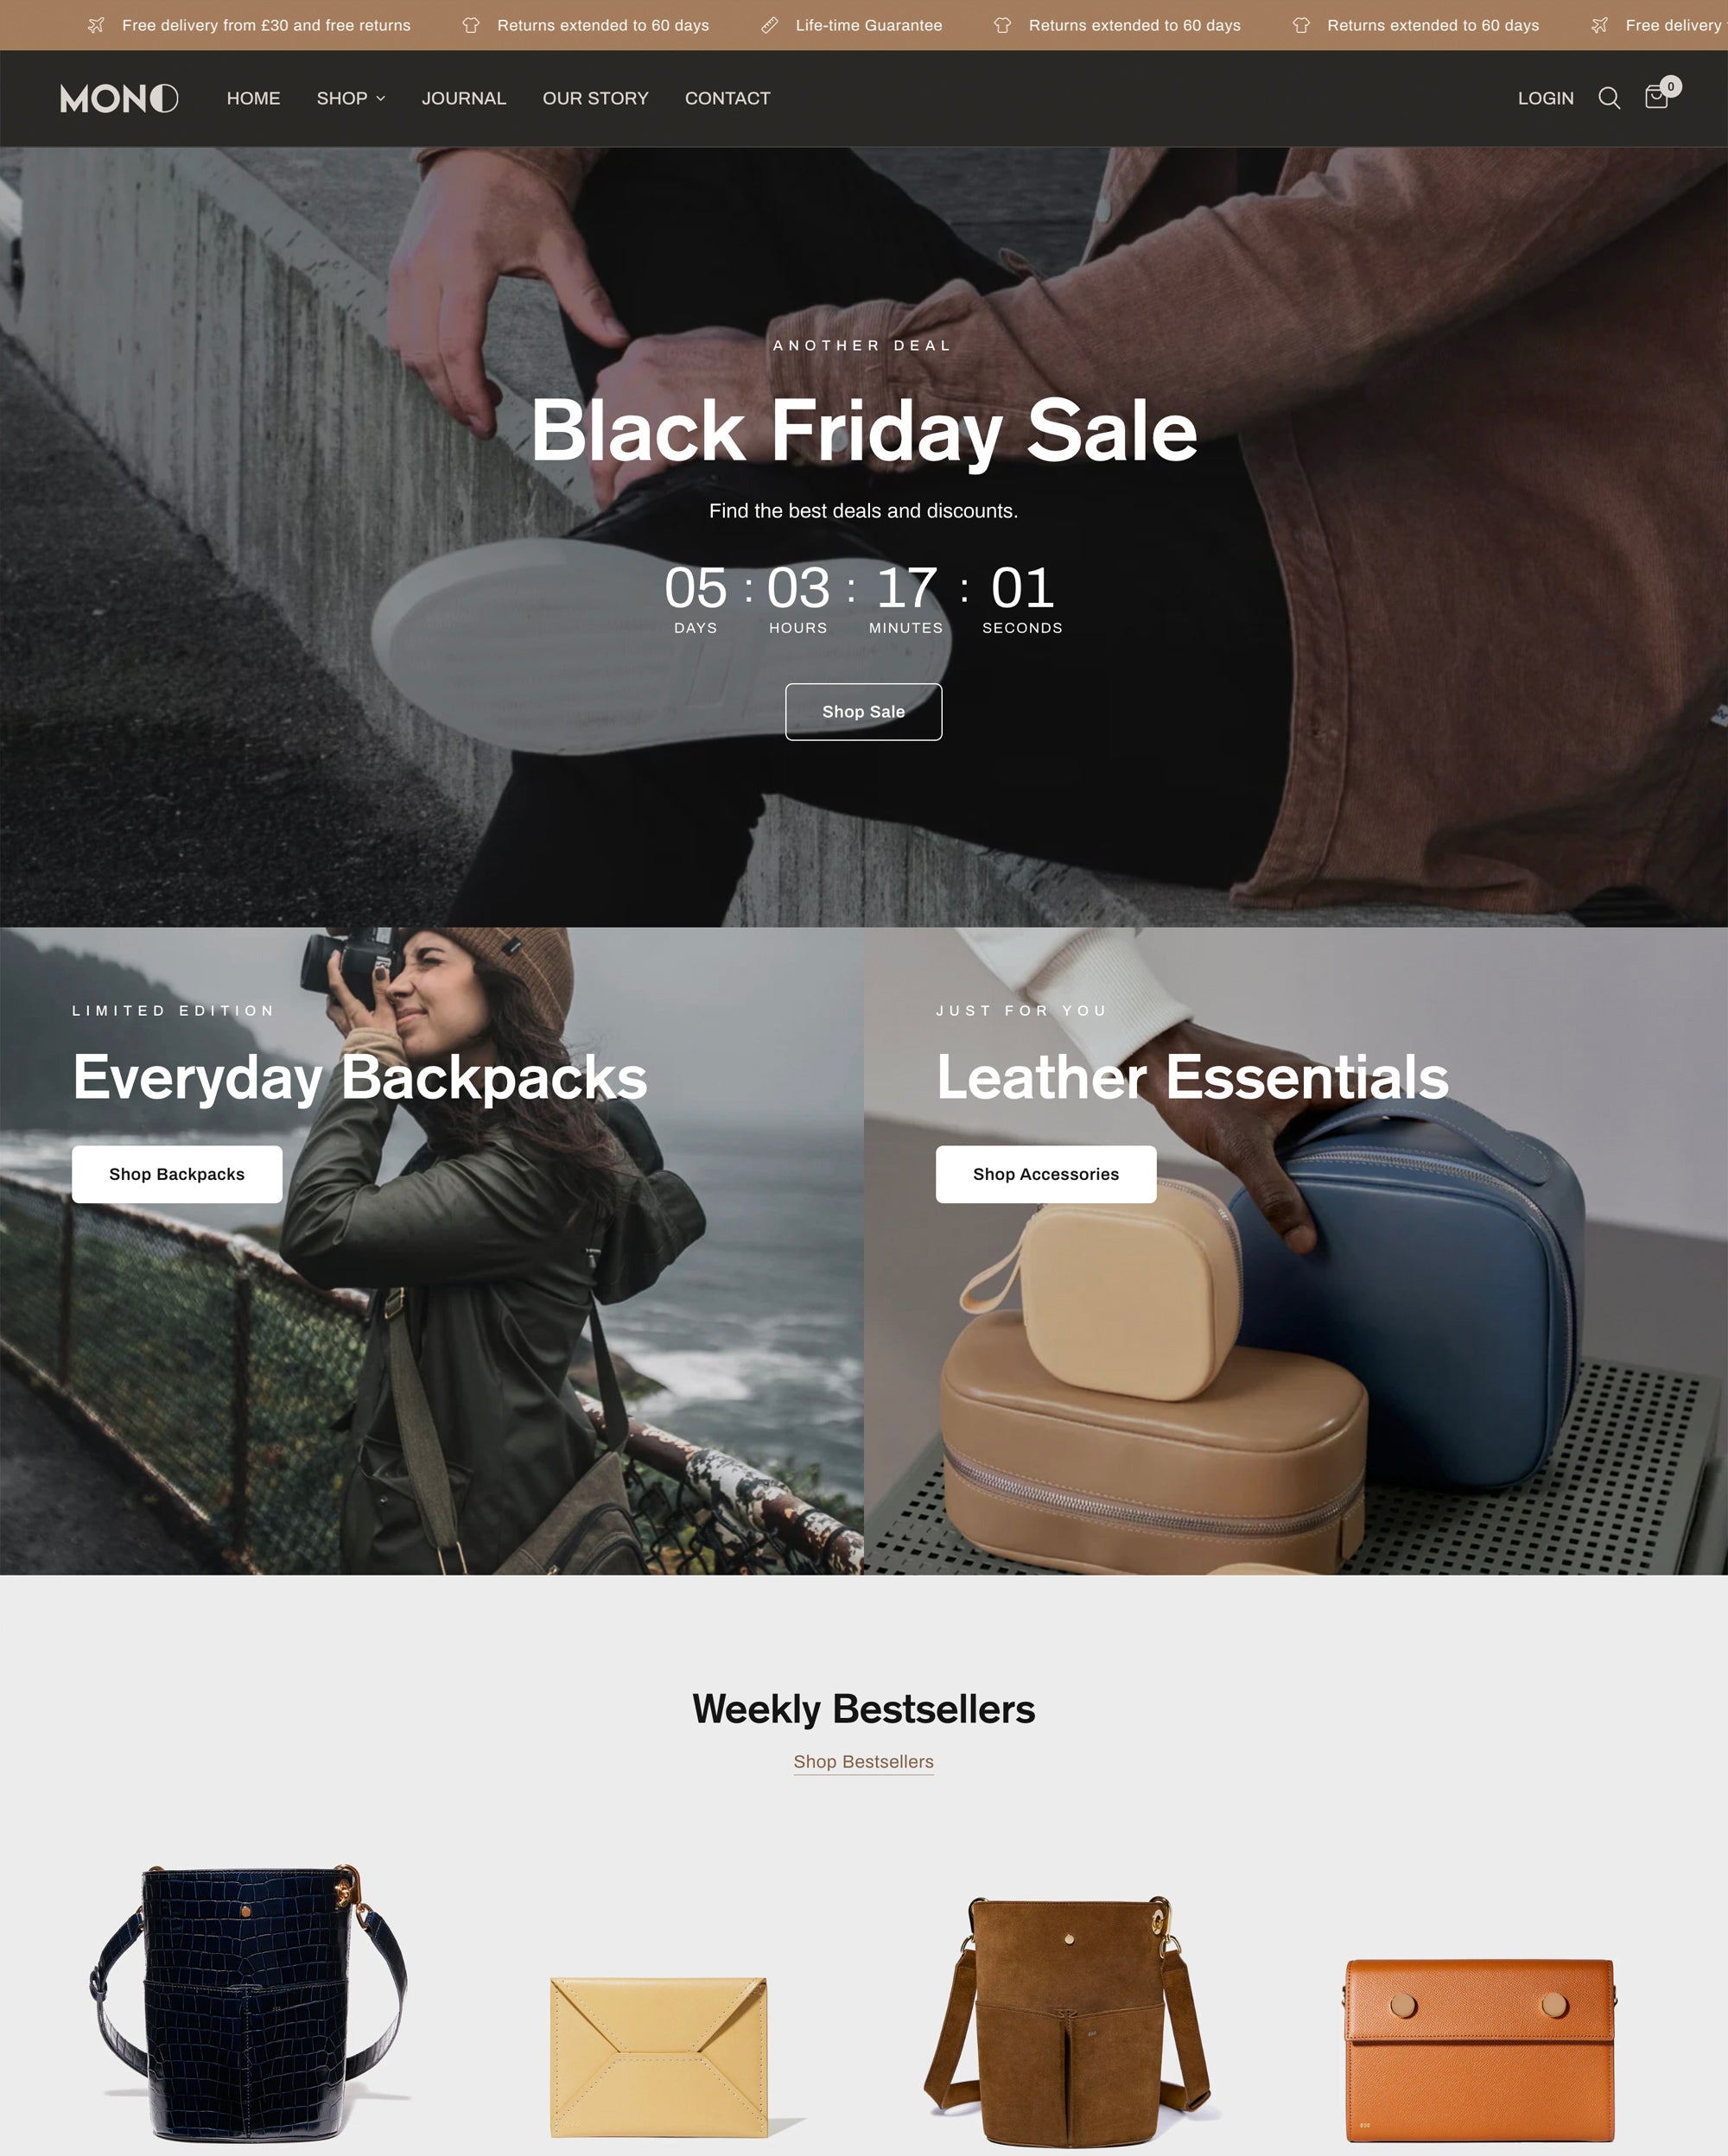 Free delivery from £30 and free returns
Returns extended to 60 days
Life-time Guarantee
Returns extended to 60 days
Returns extended to 60 days
Free delivery
MONO
HOME
SHOP
JOURNAL
OUR STORY
CONTACT
LOGIN
0
ANOTHER DEAL
Black Friday Sale
Find the best deals and discounts.
05 : 03 : 17 : 01
DAYS HOURS MINUTES SECONDS
Shop Sale
LIMITED EDITION
Everyday Backpacks
Shop Backpacks
JUST FOR YOU
Leather Essentials
Shop Accessories
Weekly Bestsellers
Shop Bestsellers